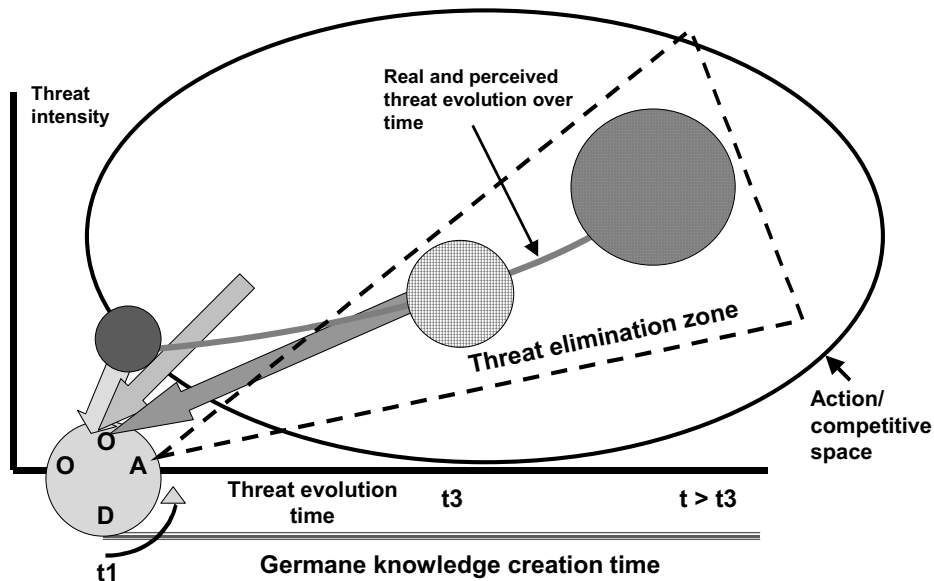 Threat
intensity
Real and perceived
threat evolution over
time
Threat elimination zone
Action/
competitive
space
O
O
A
D
Threat evolution
time
t3
t > t3
t1
Germane knowledge creation time